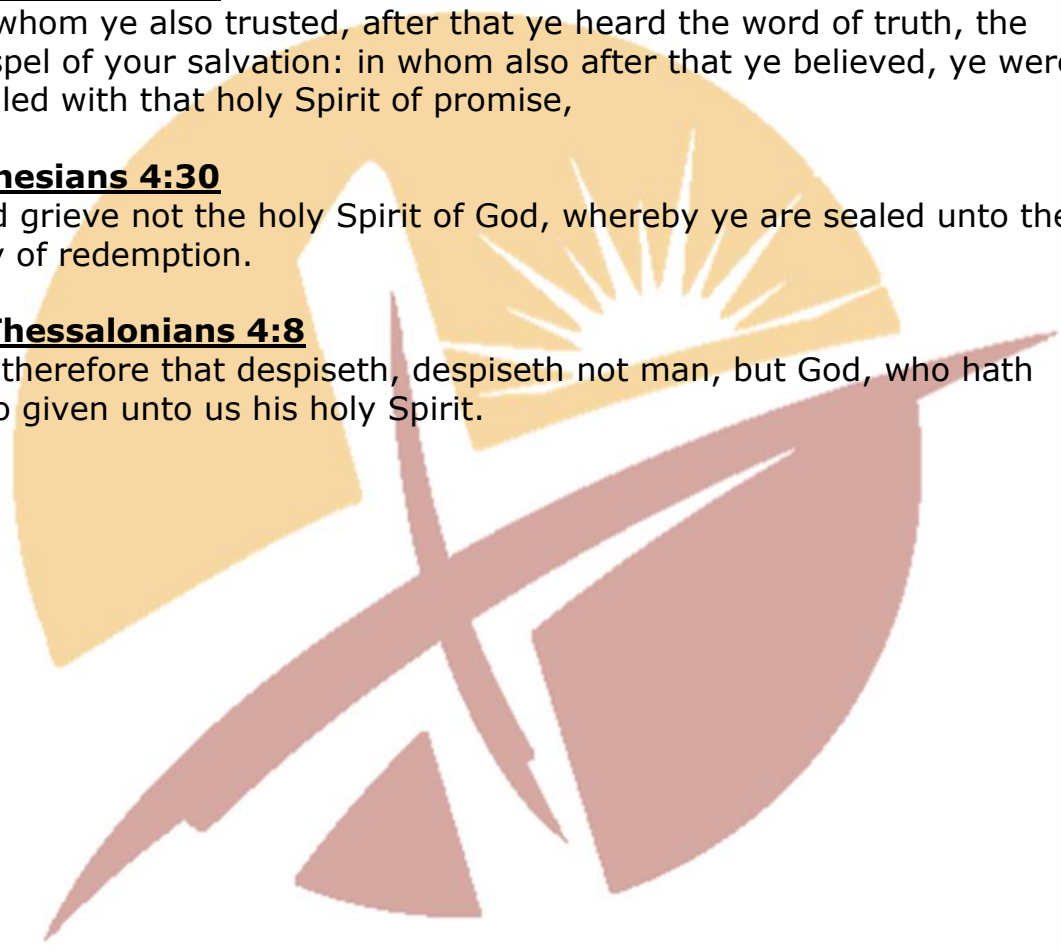 whom ye also trusted, after that ye heard the word of truth, the
spel of your salvation: in whom also after that ye believed, ye were
led with that holy Spirit of promise,
hesians 4:30
d grieve not the holy Spirit of God, whereby ye are sealed unto the
y of redemption.
Thessalonians 4:8
therefore that despiseth, despiseth not man, but God, who hath
o given unto us his holy Spirit.